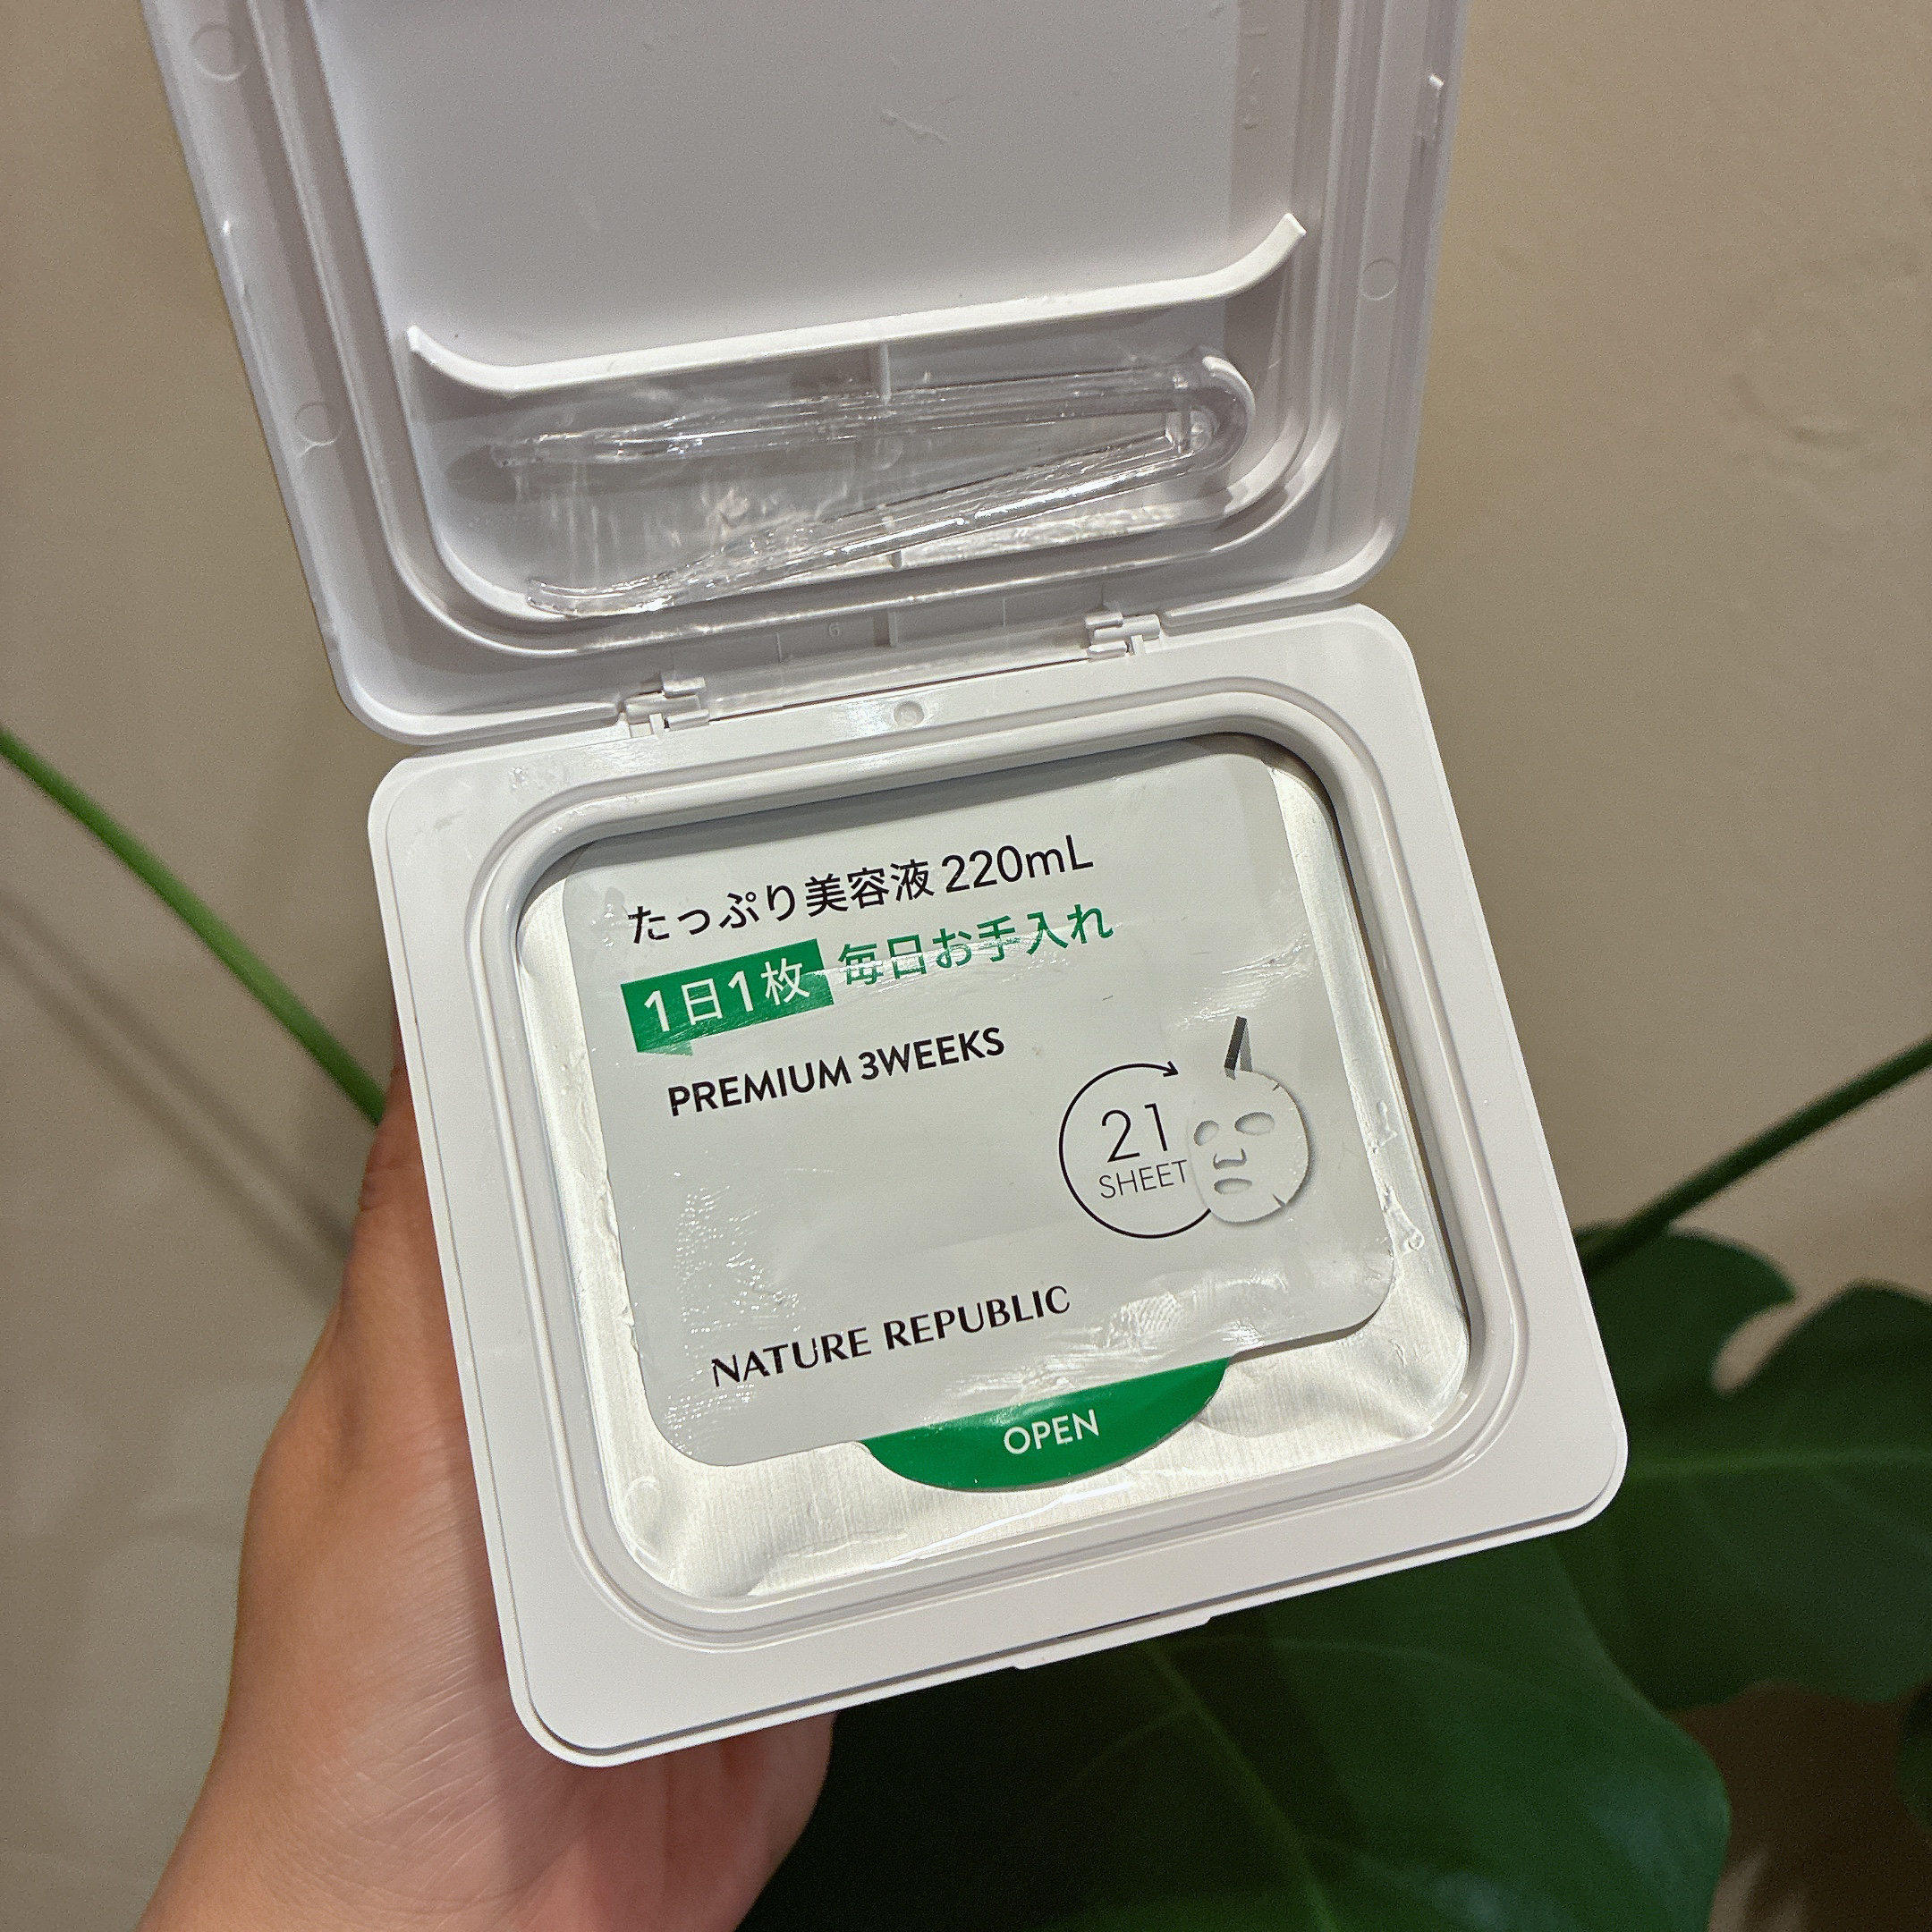 たっぷり美容液 220mL
1日1枚 毎日お手入れ
PREMIUM 3WEEKS
21
SHEET
NATURE REPUBLIC
OPEN